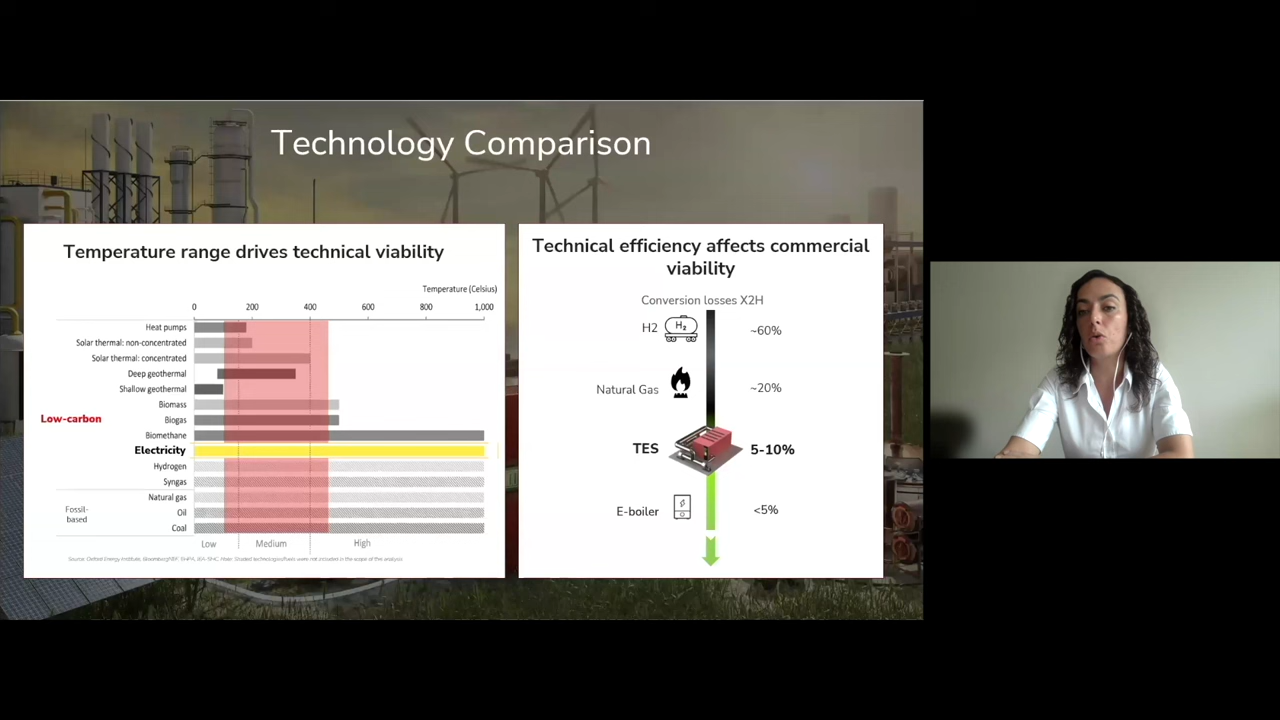 Technology Comparison
Temperature range drives technical viability
Temperature (Celsius)
0 200 400 600 800 1,000
Heat pumps
Solar thermal: non-concentrated
Solar thermal: concentrated
Deep geothermal
Shallow geothermal
Biomass
Low-carbon
Biogas
Biomethane
Electricity
Hydrogen
Syngas
Natural gas
Fossil-
based
Oil
Coal
Low Medium High
Technical efficiency affects commercial
viability
Conversion losses X2H
H2 H₂ ~60%
Natural Gas ~20%
TES 5-10%
E-boiler <5%